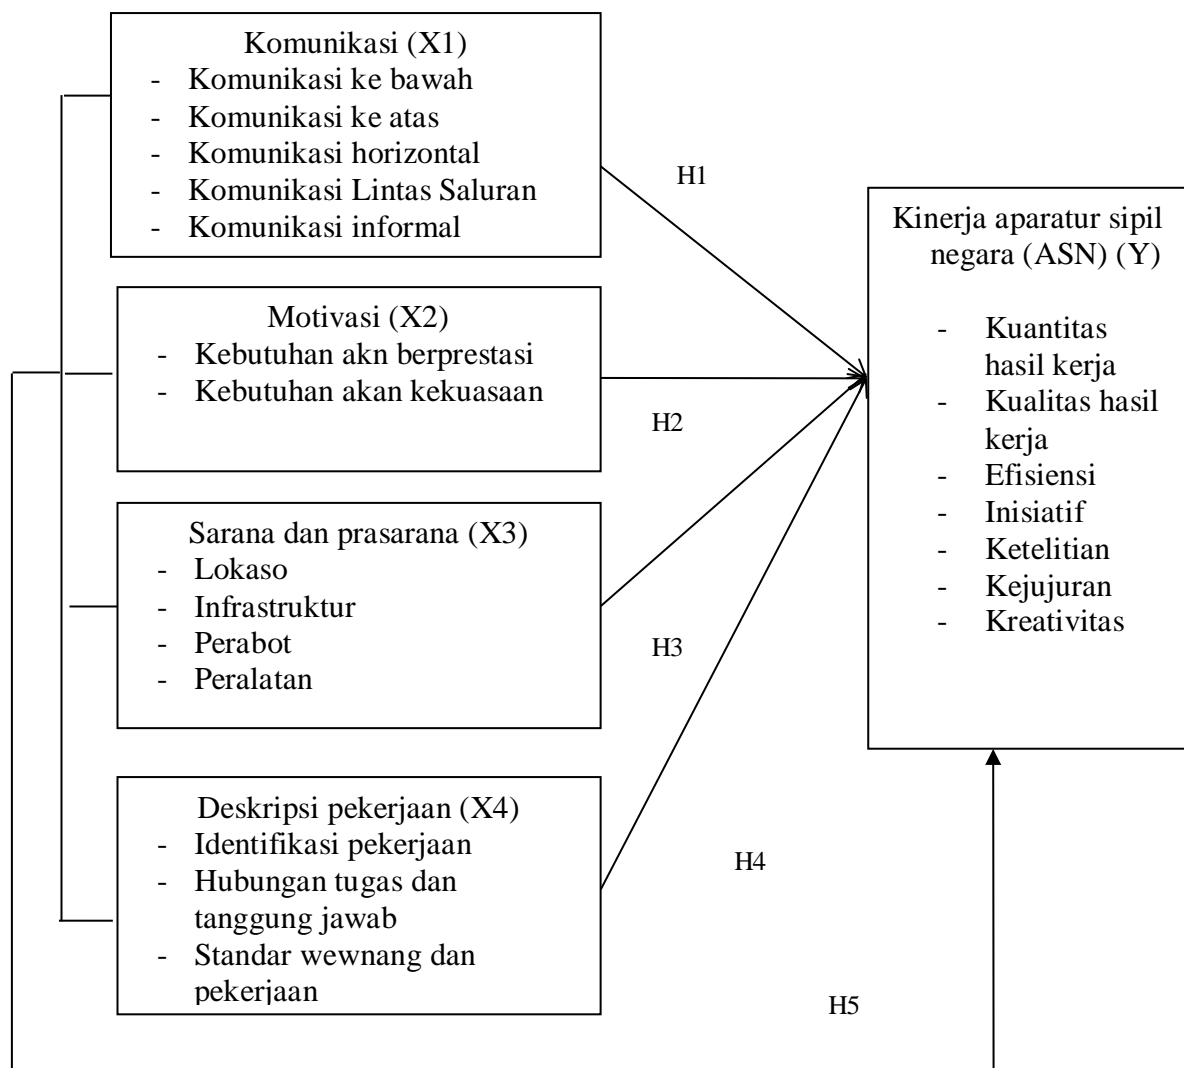 Komunikasi (X1)
- Komunikasi ke bawah
- Komunikasi ke atas
- Komunikasi horizontal
- Komunikasi Lintas Saluran
- Komunikasi informal
H1
Motivasi (X2)
- Kebutuhan akn berprestasi
- Kebutuhan akan kekuasaan
H2
Sarana dan prasarana (X3)
- Lokaso
- Infrastruktur
- Perabot
- Peralatan
H3
Deskripsi pekerjaan (X4)
- Identifikasi pekerjaan
- Hubungan tugas dan
tanggung jawab
- Standar wewnang dan
pekerjaan
H4
H5
Kinerja aparatur sipil
negara (ASN) (Y)
- Kuantitas
hasil kerja
- Kualitas hasil
kerja
- Efisiensi
- Inisiatif
- Ketelitian
- Kejujuran
- Kreativitas